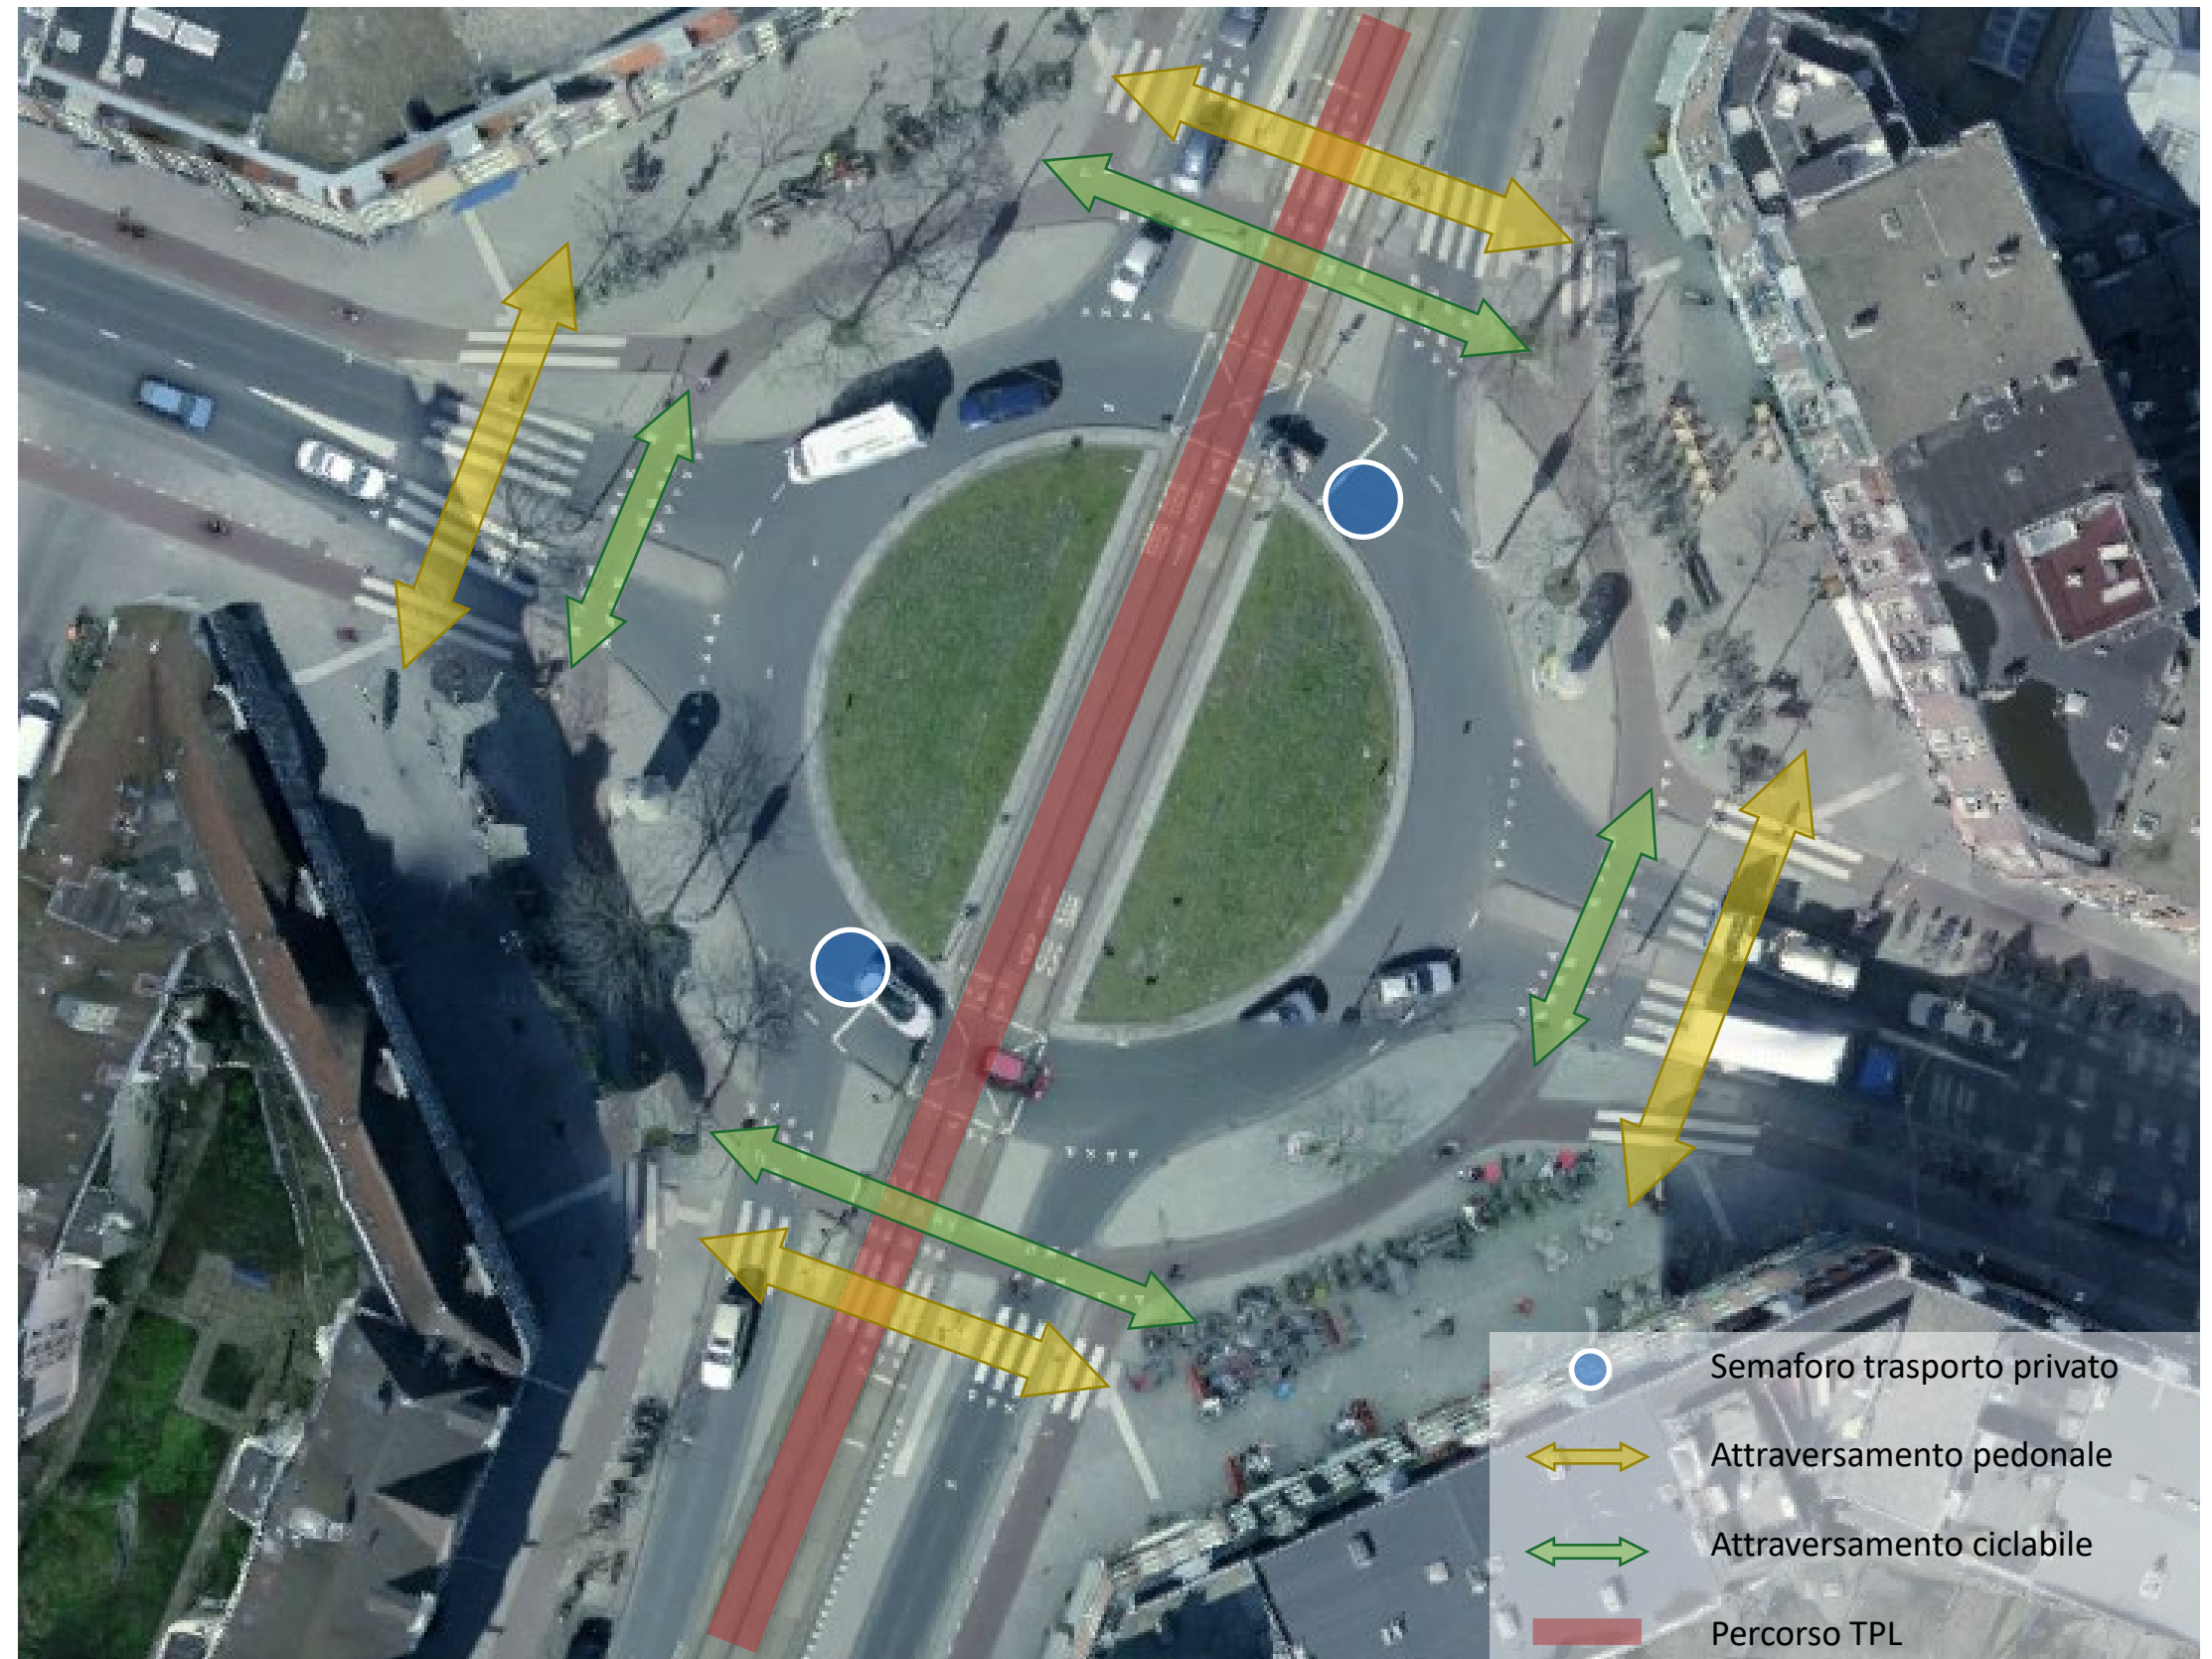 Semaforo trasporto privato
Attraversamento pedonale
Attraversamento ciclabile
Percorso TPL